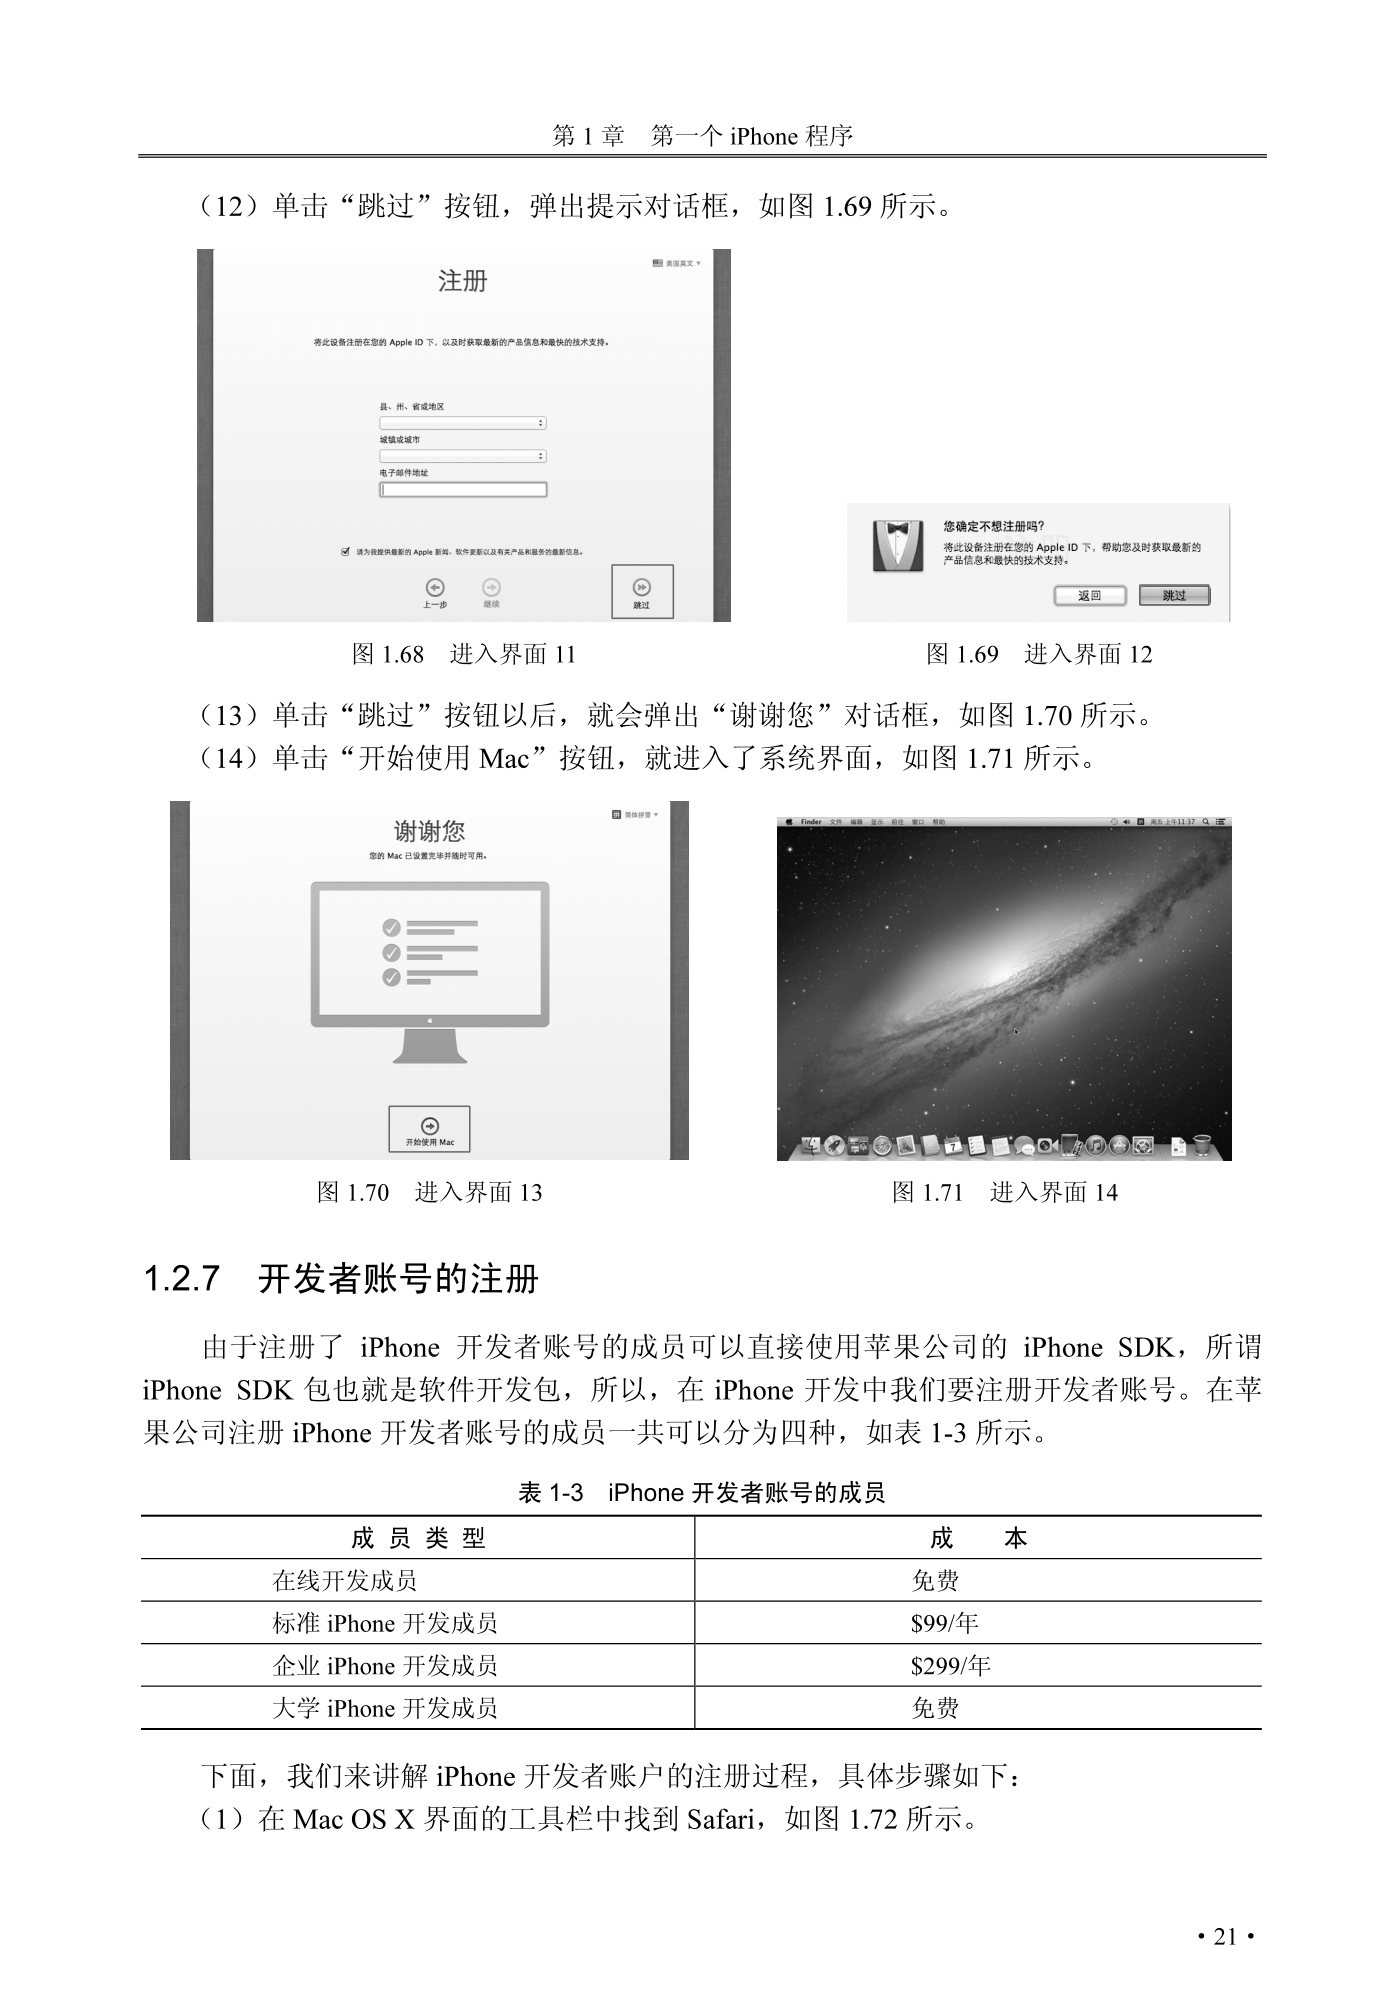 第 1 章　第一个 iPhone 程序
（12）单击“跳过”按钮，弹出提示对话框，如图 1.69 所示。
美国英文
注册
将此设备注册在您的 Apple ID 下，以及时获取最新的产品信息和最快的技术支持。
县、州、省或地区
城镇或城市
电子邮件地址
请为我提供最新的 Apple 新闻、软件更新以及有关产品和服务的最新信息。
上一步　继续　跳过
您确定不想注册吗？
将此设备注册在您的 Apple ID 下，帮助您及时获取最新的
产品信息和最快的技术支持。
返回　跳过
图 1.68　进入界面 11
图 1.69　进入界面 12
（13）单击“跳过”按钮以后，就会弹出“谢谢您”对话框，如图 1.70 所示。
（14）单击“开始使用 Mac”按钮，就进入了系统界面，如图 1.71 所示。
简体拼音
谢谢您
您的 Mac 已设置完毕并随时可用。
开始使用 Mac
Finder 文件 编辑 显示 前往 窗口 帮助　周五 上午11:37
7
图 1.70　进入界面 13
图 1.71　进入界面 14
1.2.7　开发者账号的注册
由于注册了 iPhone 开发者账号的成员可以直接使用苹果公司的 iPhone SDK，所谓
iPhone SDK 包也就是软件开发包，所以，在 iPhone 开发中我们要注册开发者账号。在苹
果公司注册 iPhone 开发者账号的成员一共可以分为四种，如表 1-3 所示。
表 1-3　iPhone 开发者账号的成员
成 员 类 型　成　本
在线开发成员　免费
标准 iPhone 开发成员　$99/年
企业 iPhone 开发成员　$299/年
大学 iPhone 开发成员　免费
下面，我们来讲解 iPhone 开发者账户的注册过程，具体步骤如下：
（1）在 Mac OS X 界面的工具栏中找到 Safari，如图 1.72 所示。
• 21 •